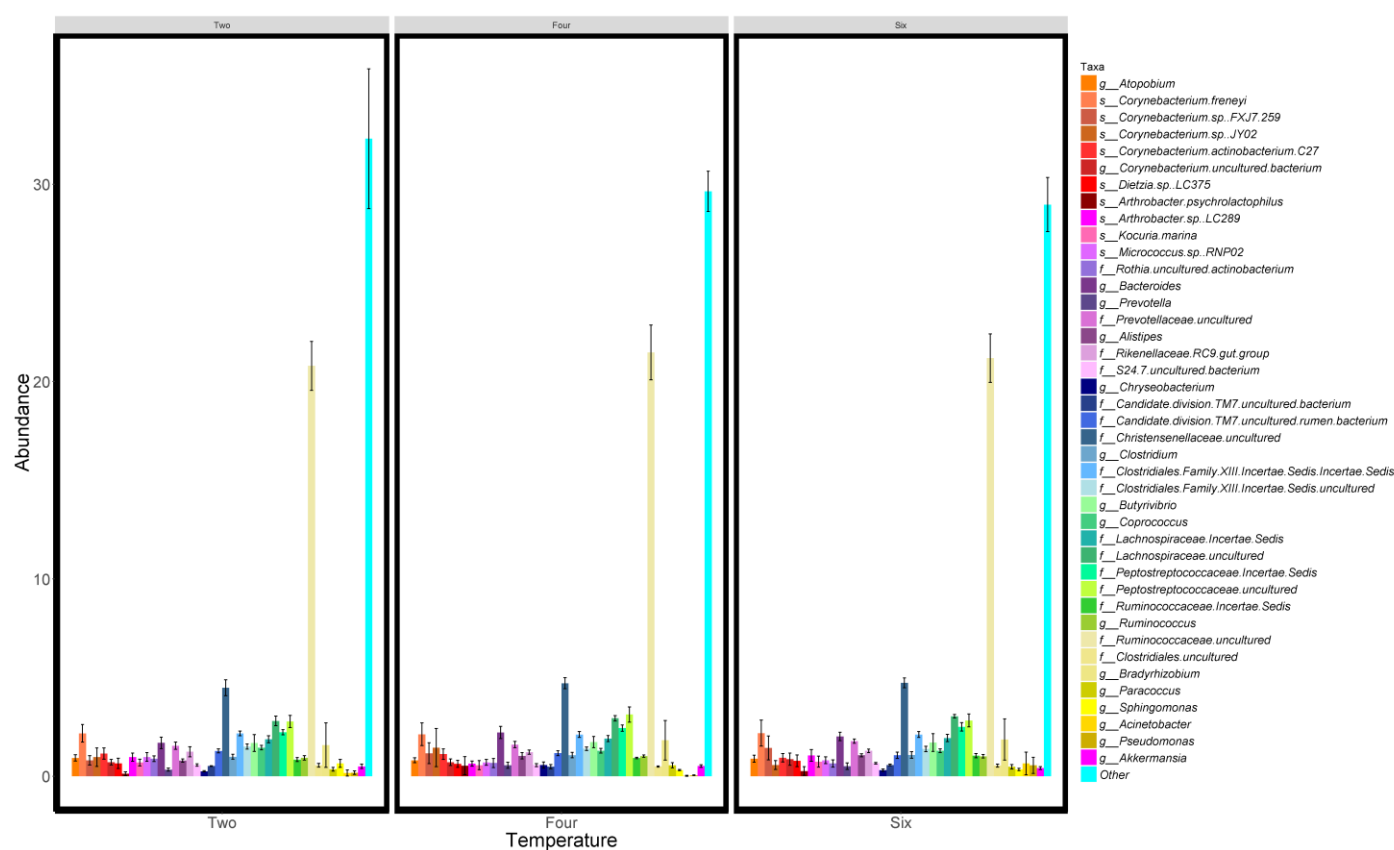 Two
Four
Six
Abundance
30
20
10
0
Two
Four
Six
Temperature
Taxa
g__Atopobium
s__Corynebacterium.freneyi
s__Corynebacterium.sp..FXJ7.259
s__Corynebacterium.sp..JY02
s__Corynebacterium.actinobacterium.C27
g__Corynebacterium.uncultured.bacterium
s__Dietzia.sp..LC375
s__Arthrobacter.psychrolactophilus
s__Arthrobacter.sp..LC289
s__Kocuria.marina
s__Micrococcus.sp..RNP02
f__Rothia.uncultured.actinobacterium
g__Bacteroides
g__Prevotella
f__Prevotellaceae.uncultured
g__Alistipes
f__Rikenellaceae.RC9.gut.group
f__S24.7.uncultured.bacterium
g__Chryseobacterium
f__Candidate.division.TM7.uncultured.bacterium
f__Candidate.division.TM7.uncultured.rumen.bacterium
f__Christensenellaceae.uncultured
g__Clostridium
f__Clostridiales.Family.XIII.Incertae.Sedis.Incertae.Sedis
f__Clostridiales.Family.XIII.Incertae.Sedis.uncultured
g__Butyrivibrio
g__Coprococcus
f__Lachnospiraceae.Incertae.Sedis
f__Lachnospiraceae.uncultured
f__Peptostreptococcaceae.Incertae.Sedis
f__Peptostreptococcaceae.uncultured
f__Ruminococcaceae.Incertae.Sedis
g__Ruminococcus
f__Ruminococcaceae.uncultured
f__Clostridiales.uncultured
g__Bradyrhizobium
g__Paracoccus
g__Sphingomonas
g__Acinetobacter
g__Pseudomonas
g__Akkermansia
Other